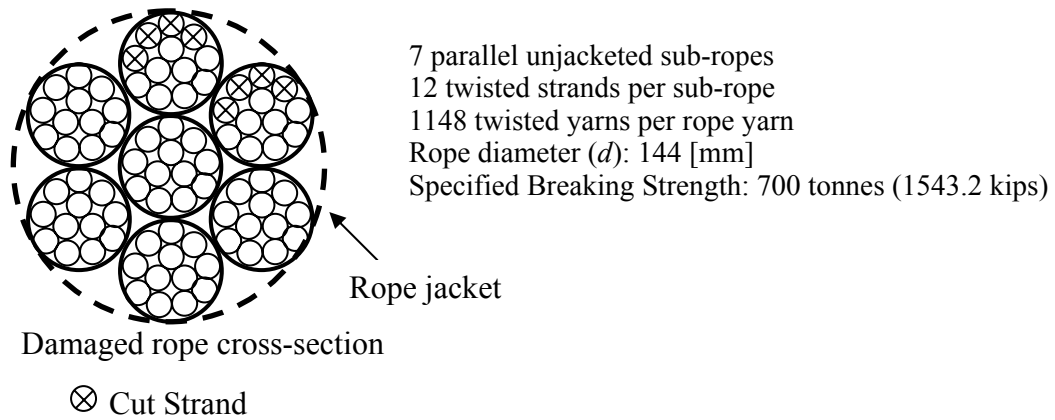 7 parallel unjacketed sub-ropes
12 twisted strands per sub-rope
1148 twisted yarns per rope yarn
Rope diameter (d): 144 [mm]
Specified Breaking Strength: 700 tonnes (1543.2 kips)
Rope jacket
Damaged rope cross-section
Cut Strand